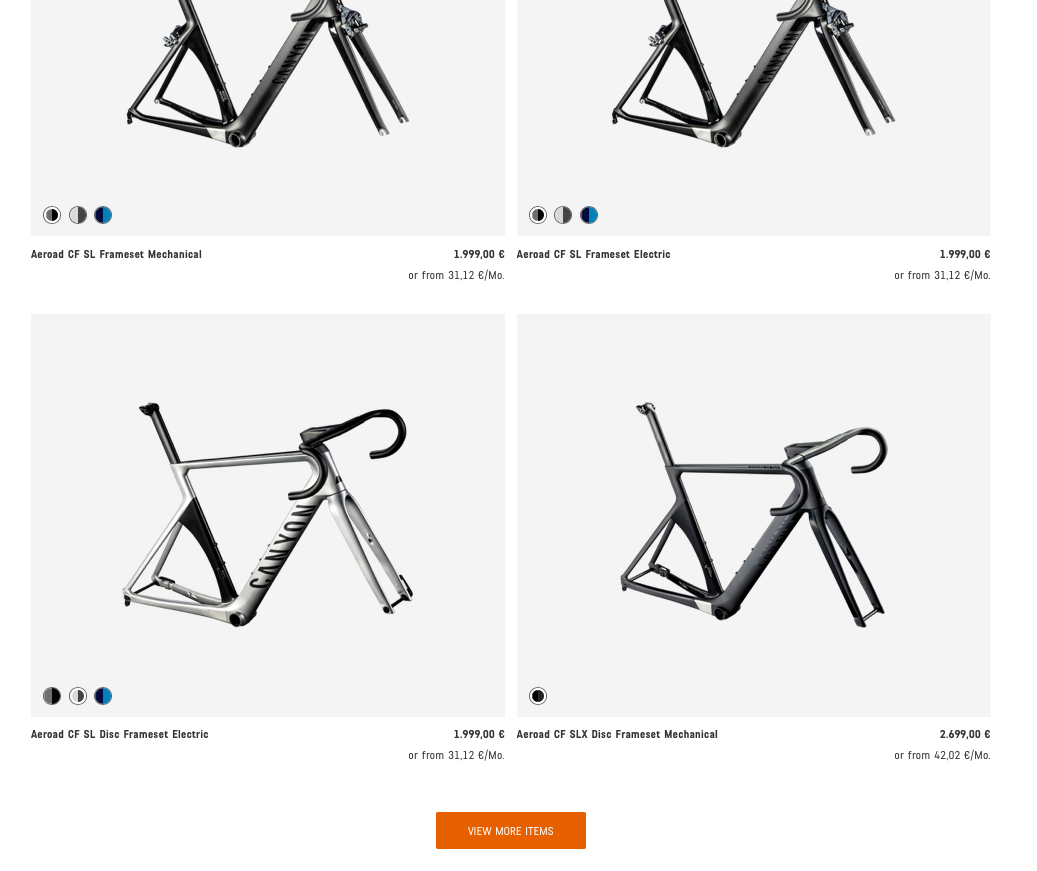 CANYON
CANYON
Aeroad CF SL Frameset Mechanical
1.999,00 €
or from 31,12 €/Mo.
Aeroad CF SL Frameset Electric
1.999,00 €
or from 31,12 €/Mo.
CANYON
CANYON
Aeroad CF SL Disc Frameset Electric
1.999,00 €
or from 31,12 €/Mo.
Aeroad CF SLX Disc Frameset Mechanical
2.699,00 €
or from 42,02 €/Mo.
VIEW MORE ITEMS